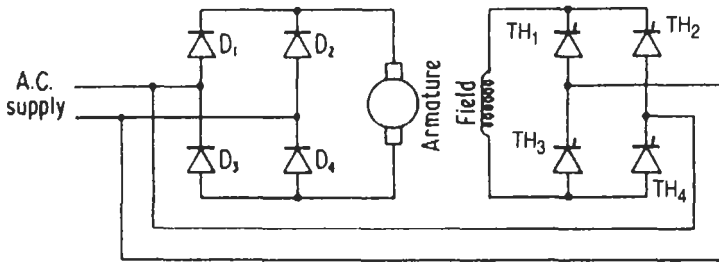 A.C.
supply
D1
D2
D3
D4
Armature
Field
TH1
TH2
TH3
TH4